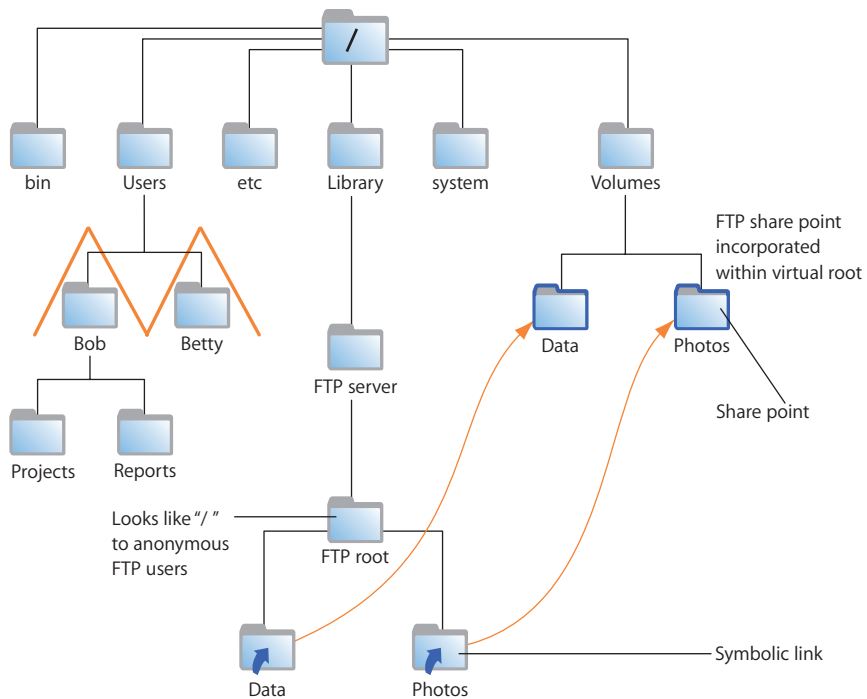 /
bin
Users
etc
Library
system
Volumes
FTP share point
incorporated
within virtual root
Bob
Betty
Data
Photos
FTP server
Share point
Projects
Reports
Looks like “/ ”
to anonymous
FTP users
FTP root
Symbolic link
Data
Photos